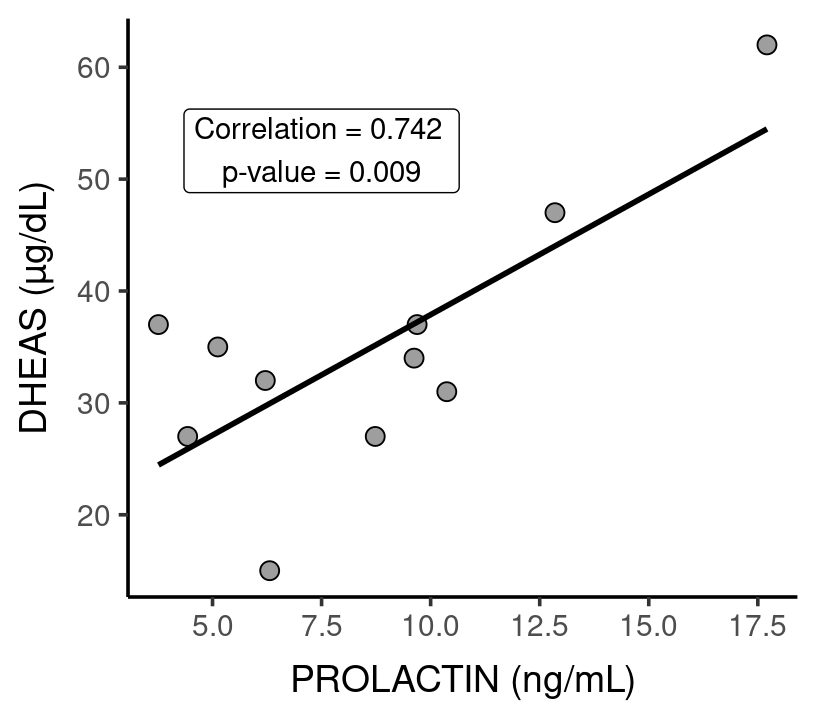 60
50
40
30
20
DHEAS (µg/dL)
Correlation = 0.742
p-value = 0.009
5.0 7.5 10.0 12.5 15.0 17.5
PROLACTIN (ng/mL)